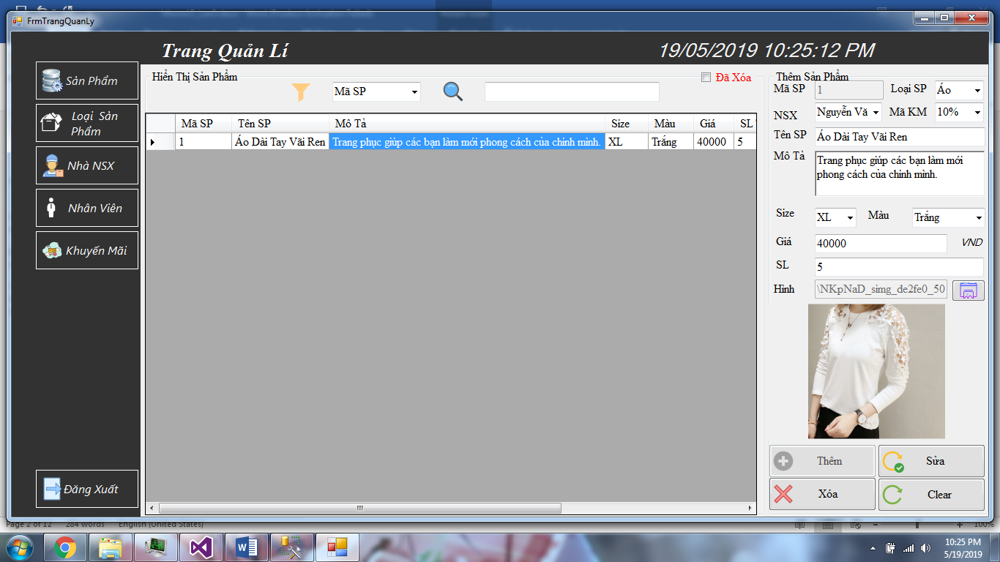 FrmTrangQuanLy
Trang Quản Lí
19/05/2019 10:25:12 PM
Sản Phẩm
Loại Sản
Phẩm
Nhà NSX
Nhân Viên
Khuyến Mãi
Đăng Xuất
Hiển Thị Sản Phẩm
Đã Xóa
Mã SP
Mã SP Tên SP Mô Tả Size Màu Giá SL
1 Áo Dài Tay Vãi Ren Trang phục giúp các bạn làm mới phong cách của chính mình. XL Trắng 40000 5
Thêm Sản Phẩm
Mã SP 1 Loại SP Áo
NSX Nguyễn Vă Mã KM 10%
Tên SP Áo Dài Tay Vãi Ren
Mô Tả Trang phục giúp các bạn làm mới
phong cách của chính mình.
Size XL Màu Trắng
Giá 40000 VND
SL 5
Hình \NKpNaD_simg_de2fe0_50
Thêm Sửa
Xóa Clear
Page 2 of 12 284 words English (United States) 100%
10:25 PM
5/19/2019